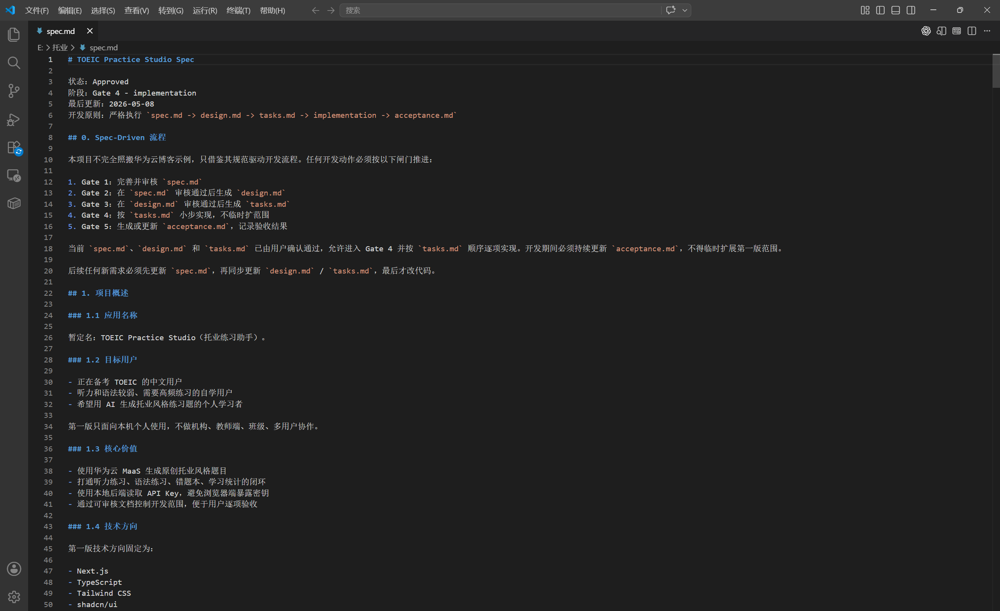 文件(F) 编辑(E) 选择(S) 查看(V) 转到(G) 运行(R) 终端(T) 帮助(H) 搜索
spec.md
E: > 托业 > spec.md
1 # TOEIC Practice Studio Spec
2
3 状态：Approved
4 阶段：Gate 4 - implementation
5 最后更新：2026-05-08
6 开发原则：严格执行 `spec.md -> design.md -> tasks.md -> implementation -> acceptance.md`
7
8 ## 0. Spec-Driven 流程
9
10 本项目不完全照搬华为云博客示例，只借鉴其规范驱动开发流程。任何开发动作必须按以下闸门推进：
11
12 1. Gate 1：完善并审核 `spec.md`
13 2. Gate 2：在 `spec.md` 审核通过后生成 `design.md`
14 3. Gate 3：在 `design.md` 审核通过后生成 `tasks.md`
15 4. Gate 4：按 `tasks.md` 小步实现，不临时扩范围
16 5. Gate 5：生成或更新 `acceptance.md`，记录验收结果
17
18 当前 `spec.md`、`design.md` 和 `tasks.md` 已由用户确认通过，允许进入 Gate 4 并按 `tasks.md` 顺序逐项实现。开发期间必须持续更新 `acceptance.md`，不得临时扩展第一版范围。
19
20 后续任何新需求必须先更新 `spec.md`，再同步更新 `design.md` / `tasks.md`，最后才改代码。
21
22 ## 1. 项目概述
23
24 ### 1.1 应用名称
25
26 暂定名：TOEIC Practice Studio（托业练习助手）。
27
28 ### 1.2 目标用户
29
30 - 正在备考 TOEIC 的中文用户
31 - 听力和语法较弱、需要高频练习的自学用户
32 - 希望用 AI 生成托业风格练习题的个人学习者
33
34 第一版只面向本机个人使用，不做机构、教师端、班级、多用户协作。
35
36 ### 1.3 核心价值
37
38 - 使用华为云 MaaS 生成原创托业风格题目
39 - 打通听力练习、语法练习、错题本、学习统计的闭环
40 - 使用本地后端读取 API Key，避免浏览器端暴露密钥
41 - 通过可审核文档控制开发范围，便于用户逐项验收
42
43 ### 1.4 技术方向
44
45 第一版技术方向固定为：
46
47 - Next.js
48 - TypeScript
49 - Tailwind CSS
50 - shadcn/ui